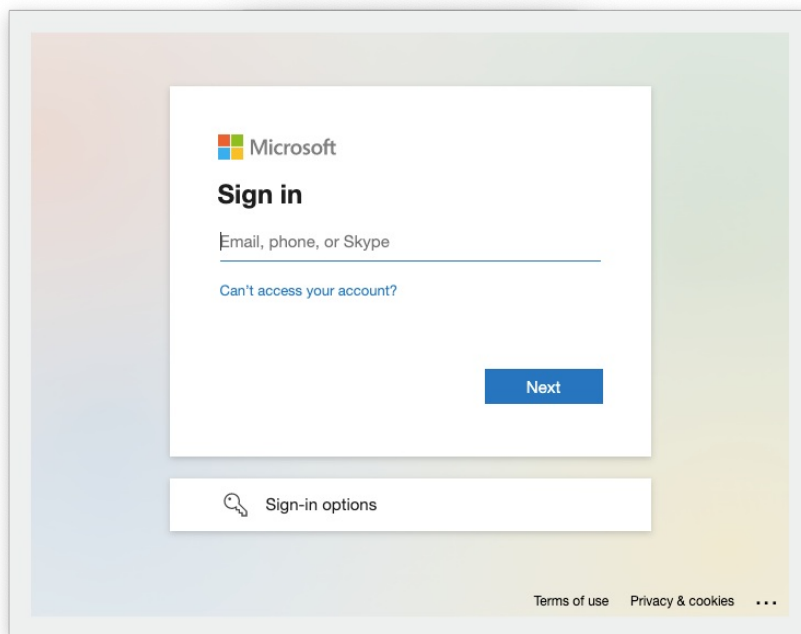 Microsoft
Sign in
Email, phone, or Skype
Can't access your account?
Next
Sign-in options
Terms of use Privacy & cookies ...